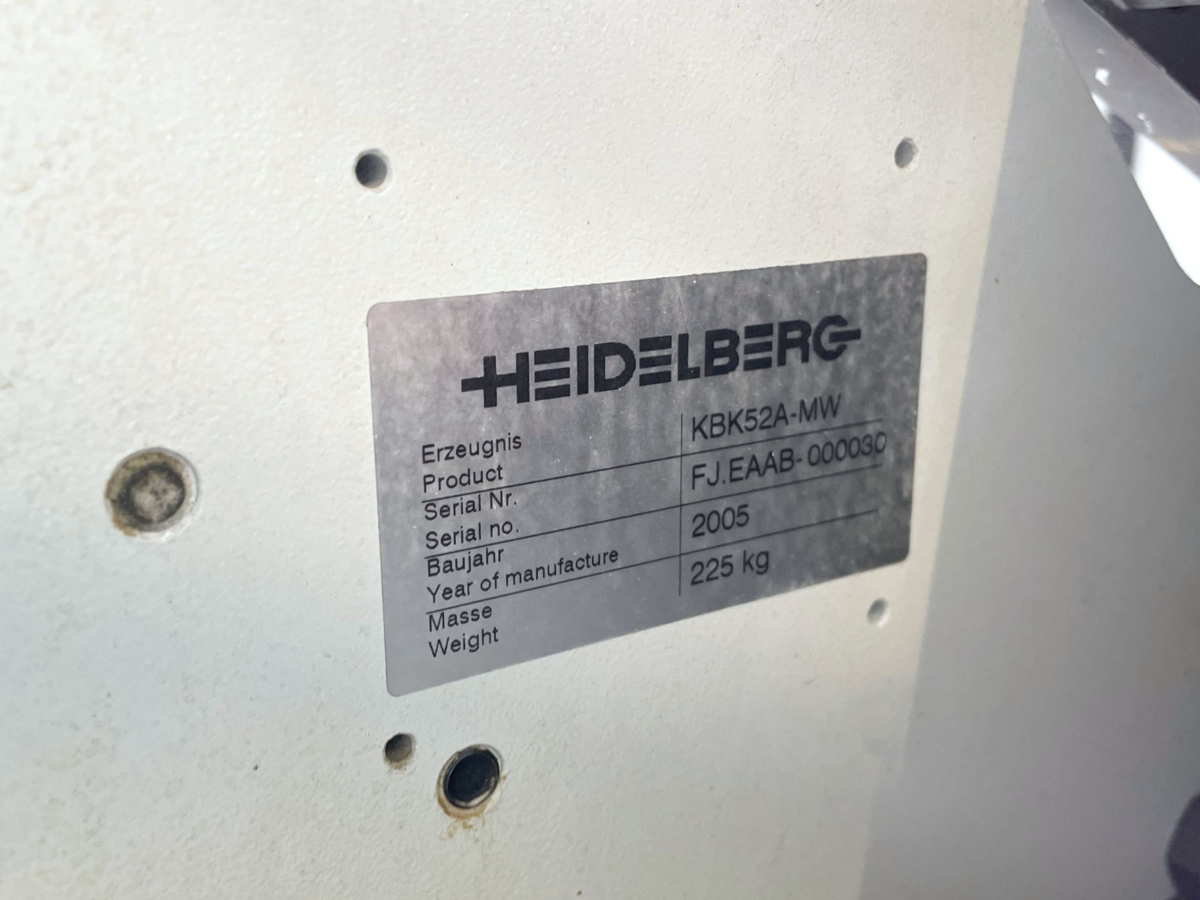 HEIDELBERG
Erzeugnis
Product KBK52A-MW
Serial Nr.
Serial no. FJ.EAAB-000030
Baujahr
Year of manufacture 2005
Masse
Weight 225 kg